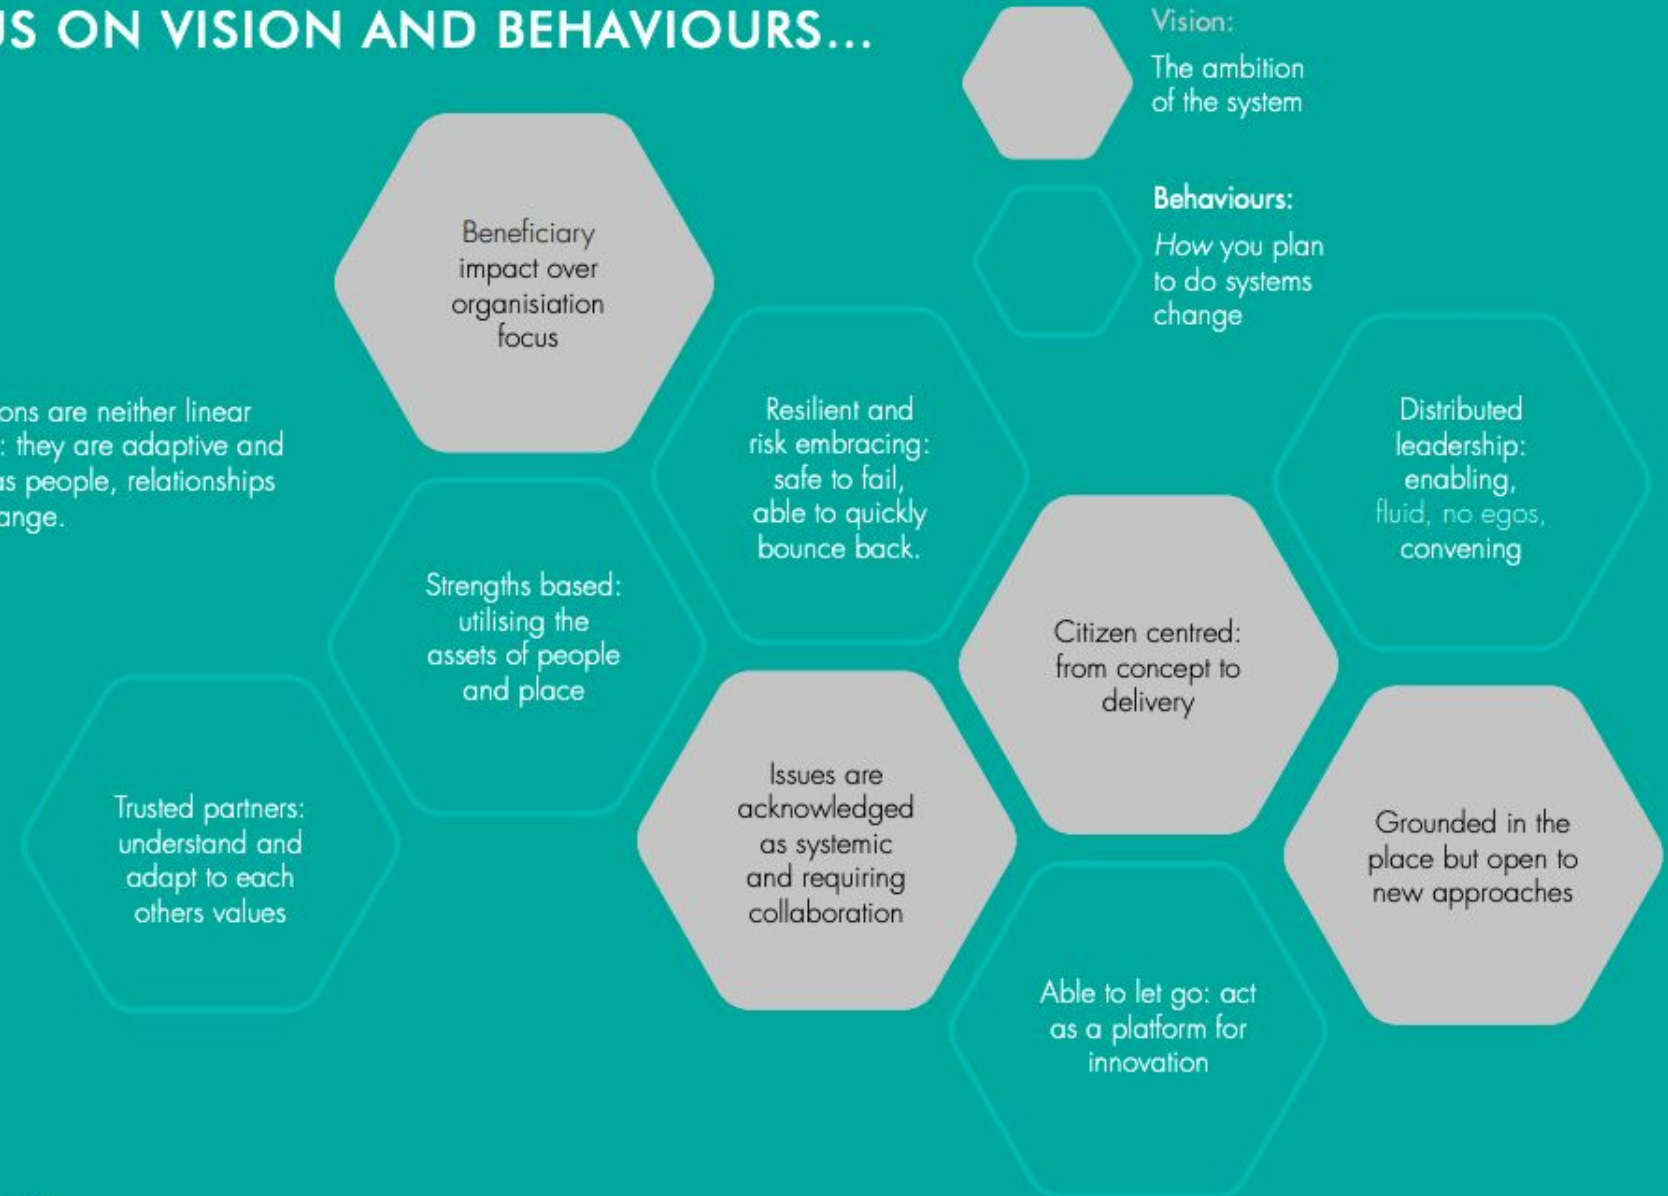 US ON VISION AND BEHAVIOURS...
Vision:
The ambition
of the system
Behaviours:
How you plan
to do systems
change
Beneficiary
impact over
organisiation
focus
ons are neither linear
: they are adaptive and
as people, relationships
ange.
Resilient and
risk embracing:
safe to fail,
able to quickly
bounce back.
Distributed
leadership:
enabling,
fluid, no egos,
convening
Strengths based:
utilising the
assets of people
and place
Citizen centred:
from concept to
delivery
Trusted partners:
understand and
adapt to each
others values
Issues are
acknowledged
as systemic
and requiring
collaboration
Grounded in the
place but open to
new approaches
Able to let go: act
as a platform for
innovation